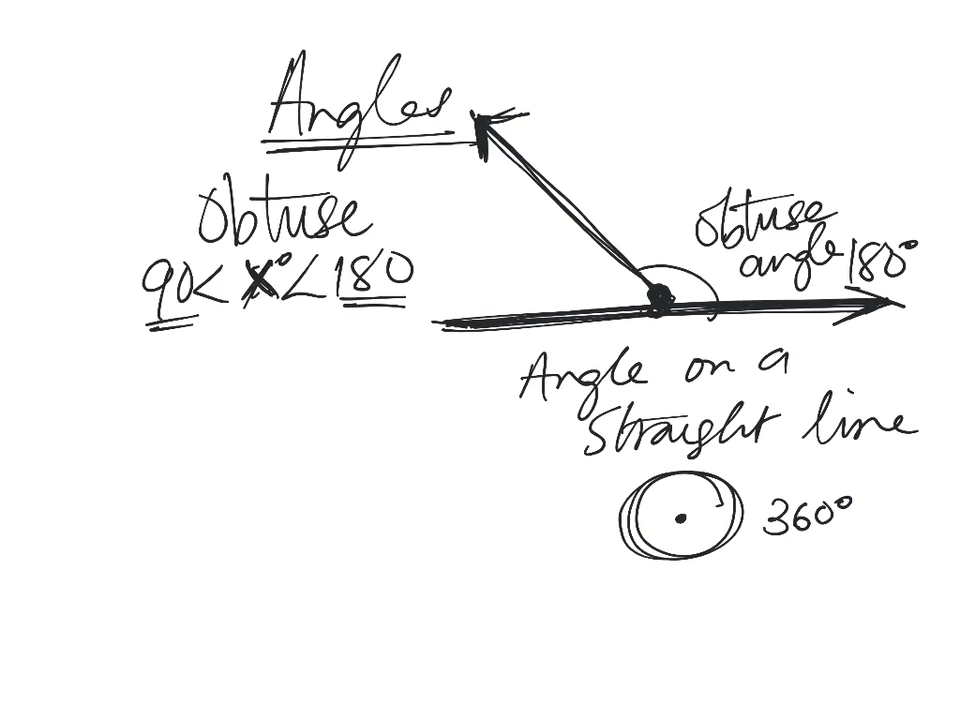 Angles
Obtuse
90< x° < 180
Obtuse
angle 180°
Angle on a
straight line
360°